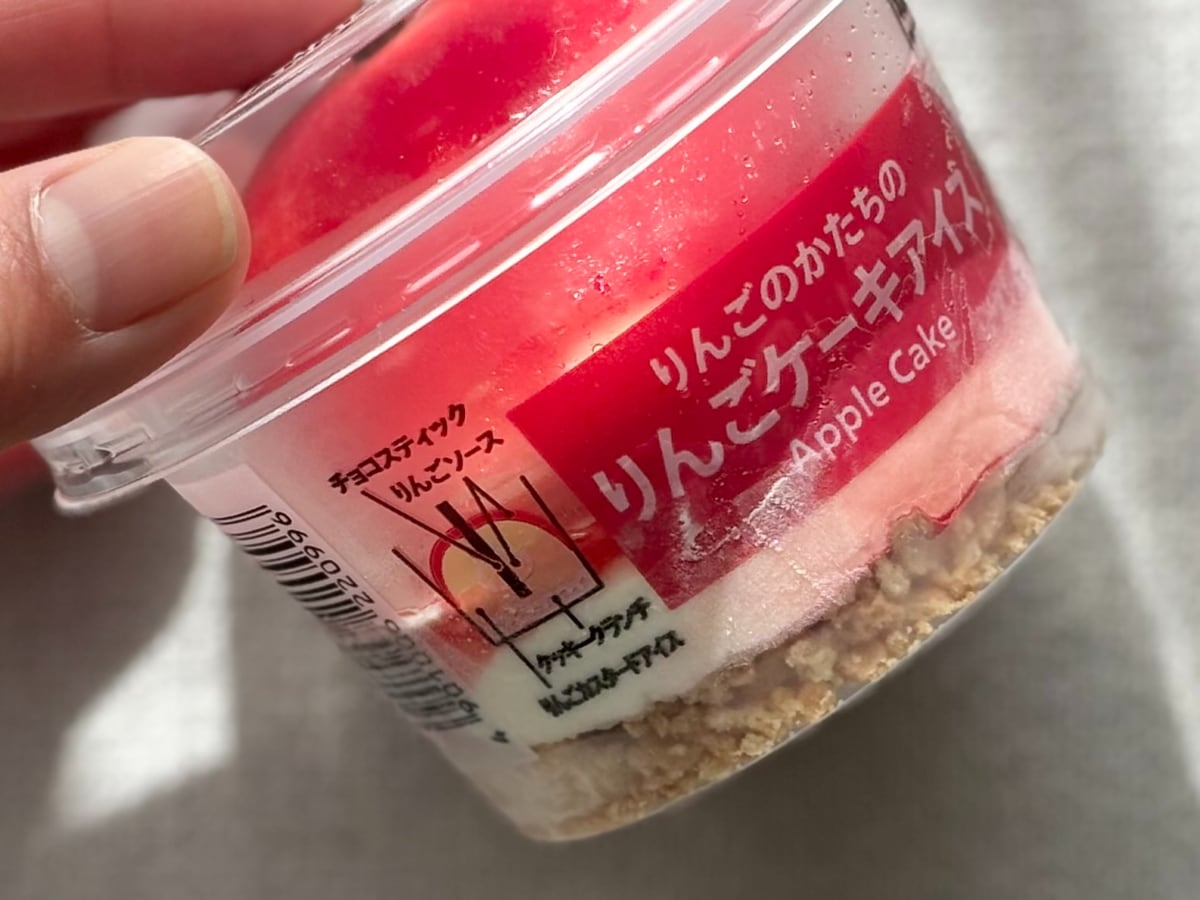 りんごのかたちの
りんごケーキアイス
Apple Cake
チョコスティック
りんごソース
クッキークランチ
りんごカスタードアイス